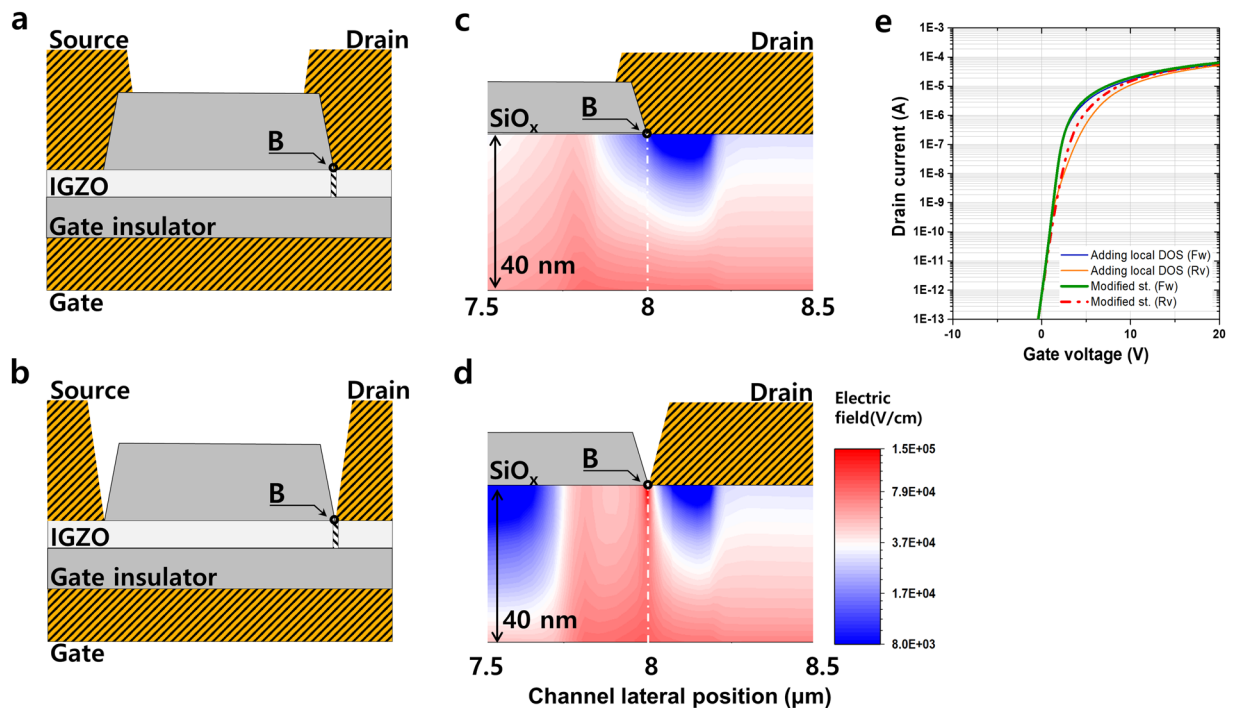 a
Source
Drain
B
IGZO
Gate insulator
Gate
b
Source
Drain
B
IGZO
Gate insulator
Gate
c
Drain
SiOx
B
40 nm
7.5
8
8.5
d
Drain
SiOx
B
40 nm
7.5
8
8.5
Channel lateral position (μm)
Electric
field(V/cm)
1.5E+05
7.9E+04
3.7E+04
1.7E+04
8.0E+03
e
Drain current (A)
1E-3
1E-4
1E-5
1E-6
1E-7
1E-8
1E-9
1E-10
1E-11
1E-12
1E-13
Adding local DOS (Fw)
Adding local DOS (Rv)
Modified st. (Fw)
Modified st. (Rv)
-10
0
10
20
Gate voltage (V)